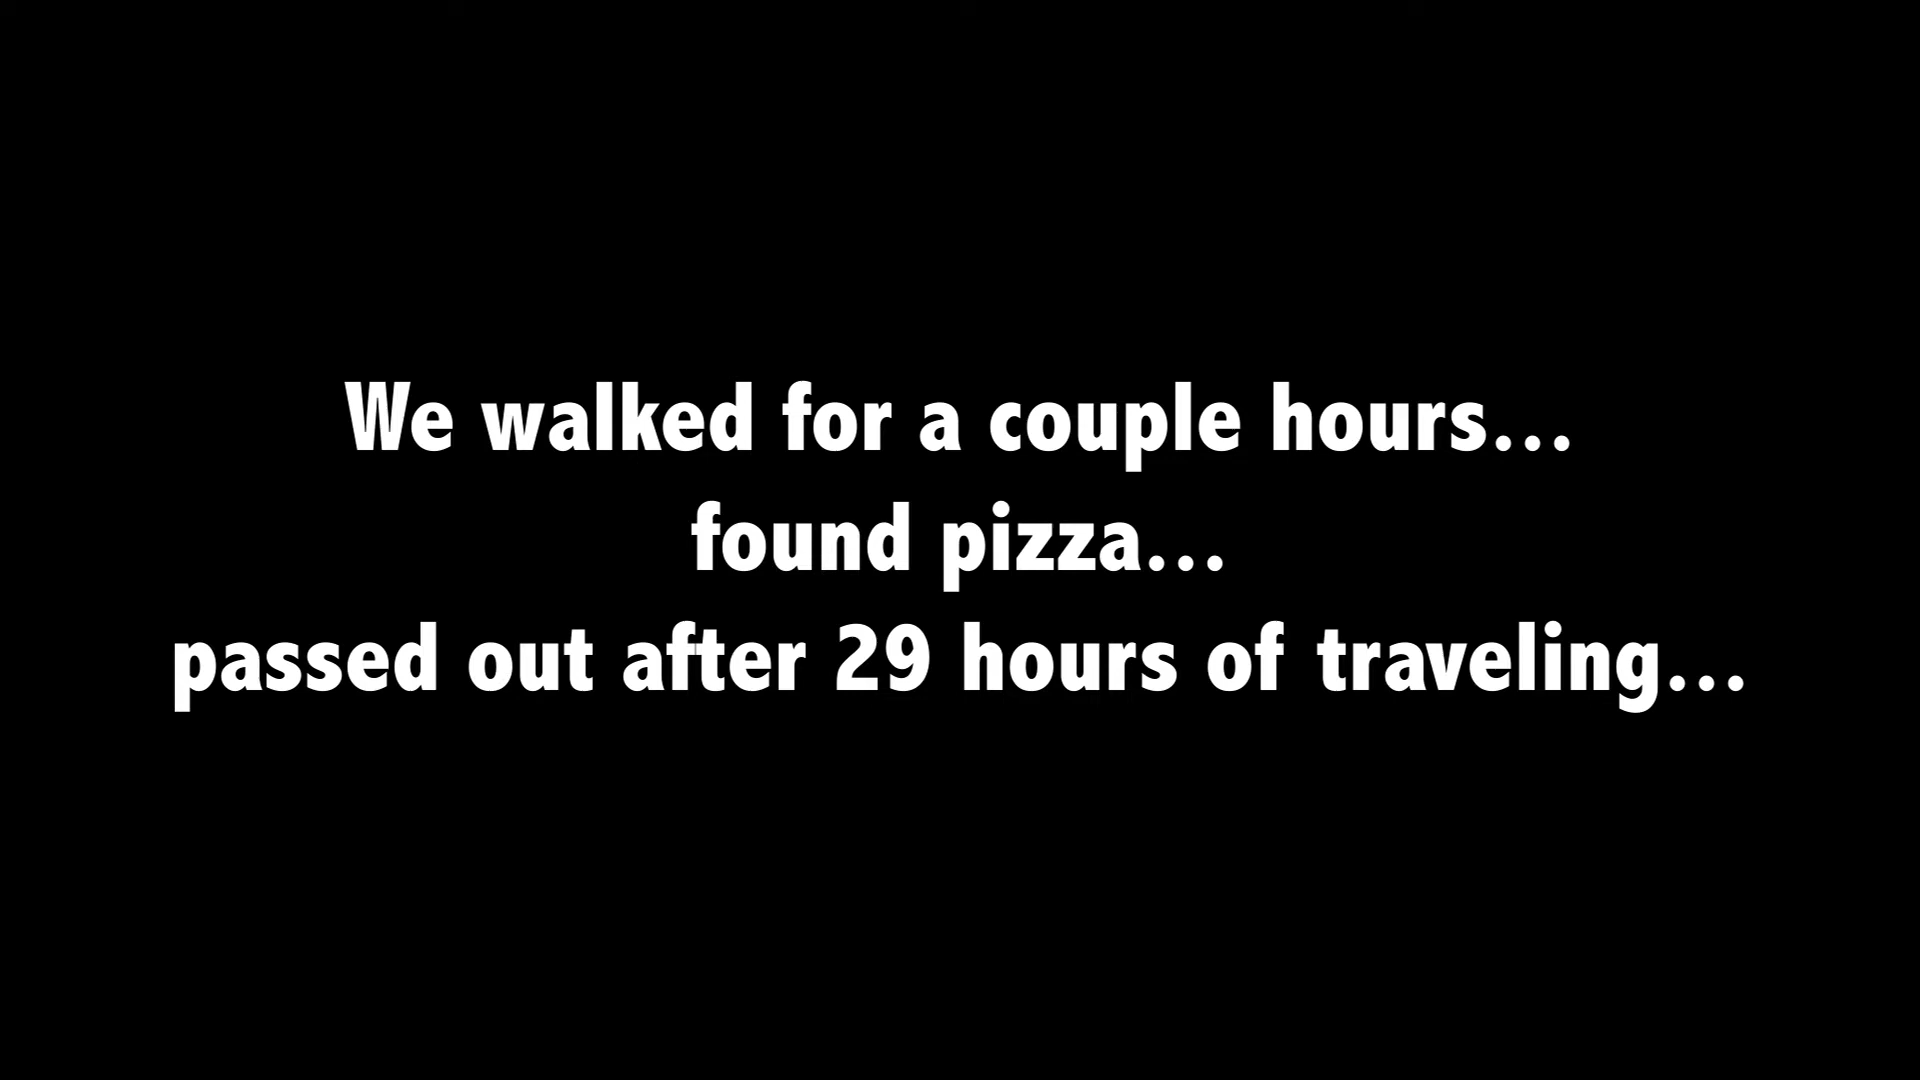 We walked for a couple hours...
found pizza...
passed out after 29 hours of traveling...